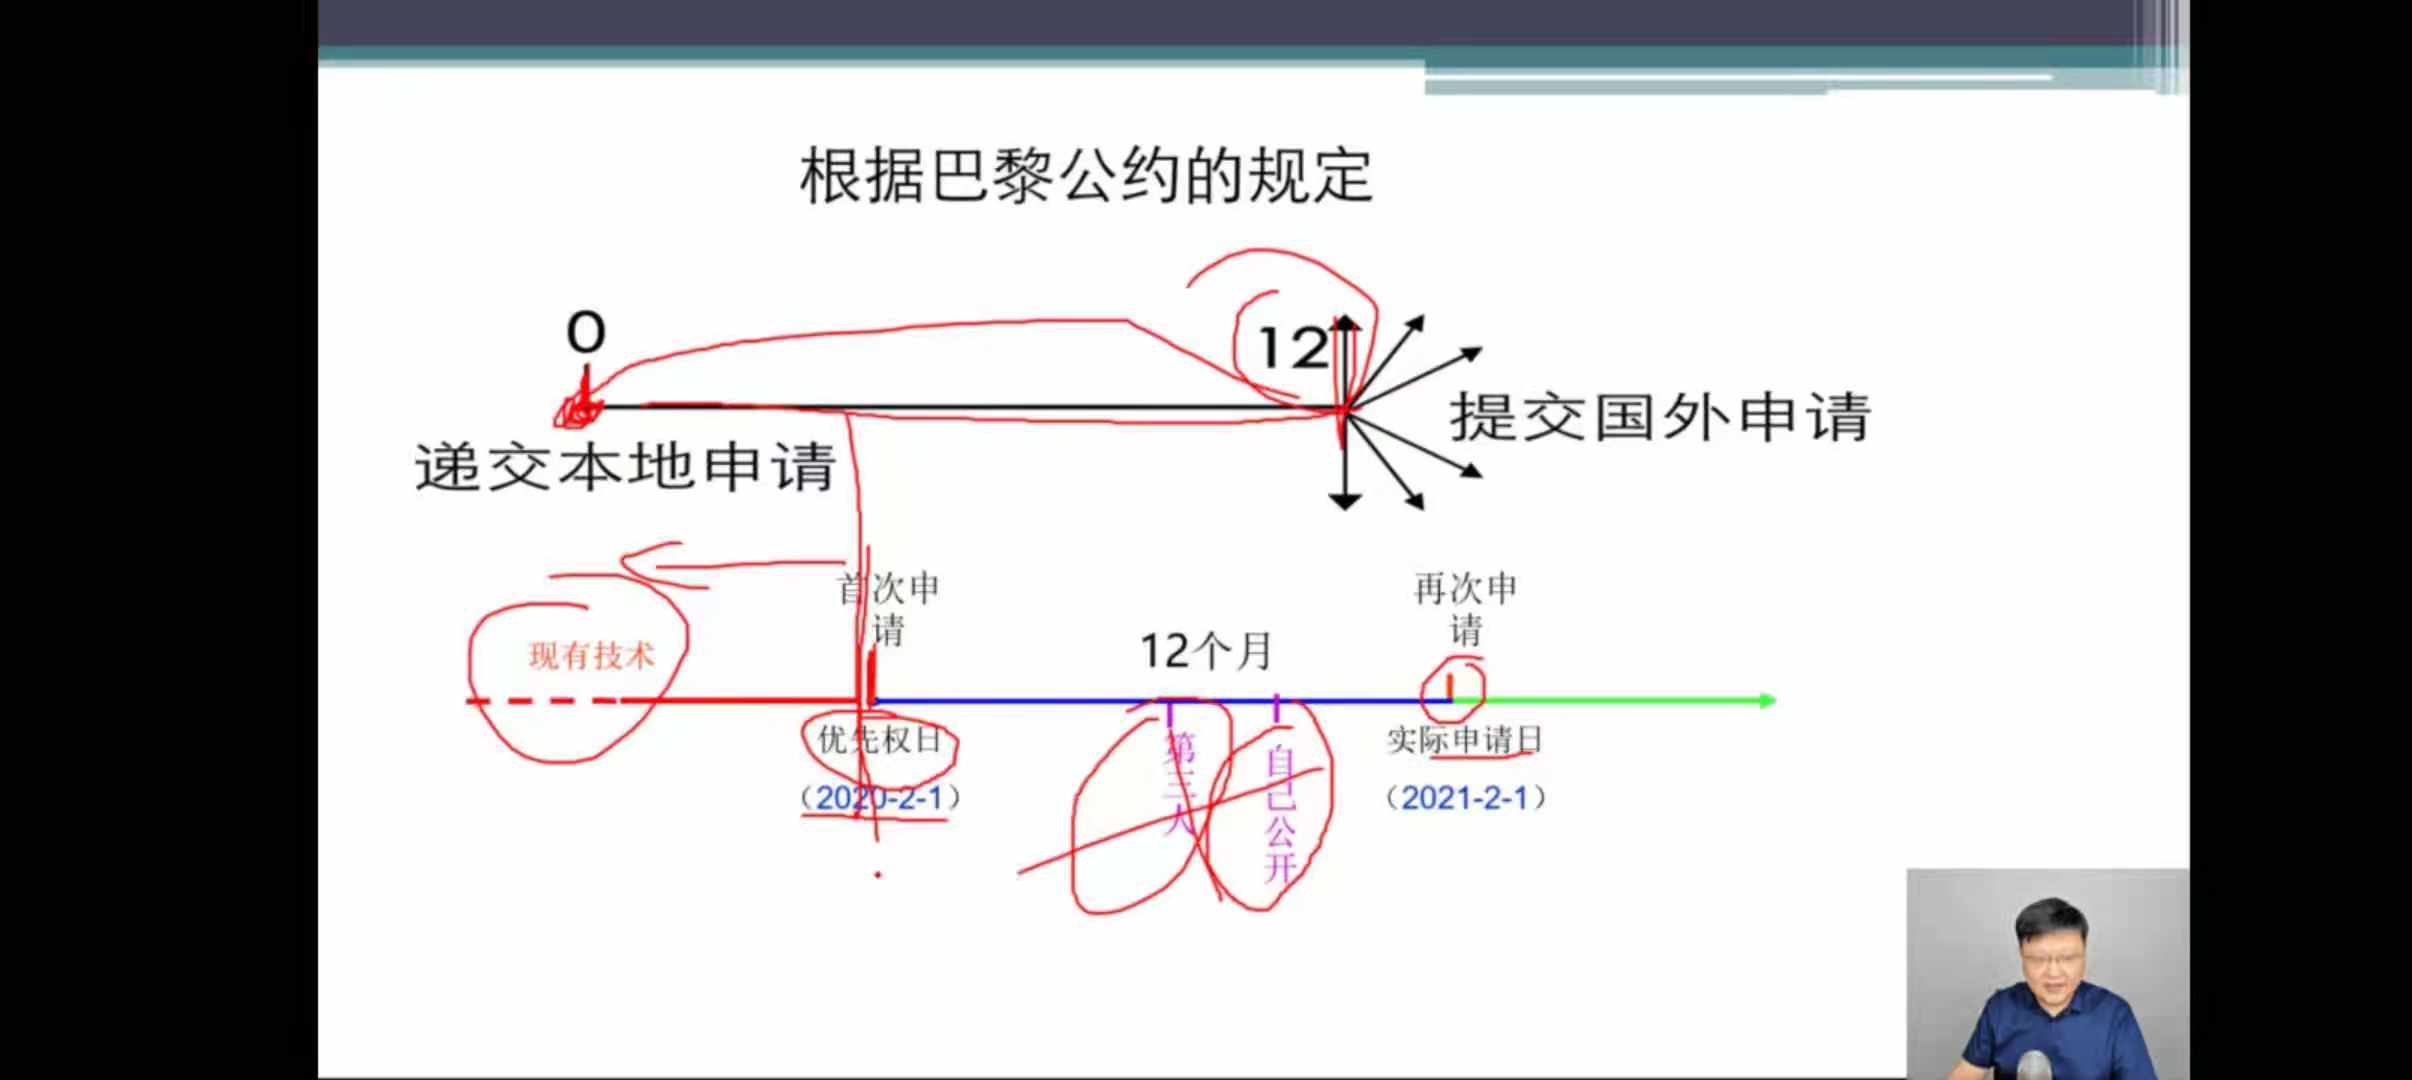 根据巴黎公约的规定
0
12
提交国外申请
递交本地申请
首次申
请
再次申
请
现有技术
12个月
优先权日
第三人
自己公开
实际申请日
（2020-2-1）
（2021-2-1）